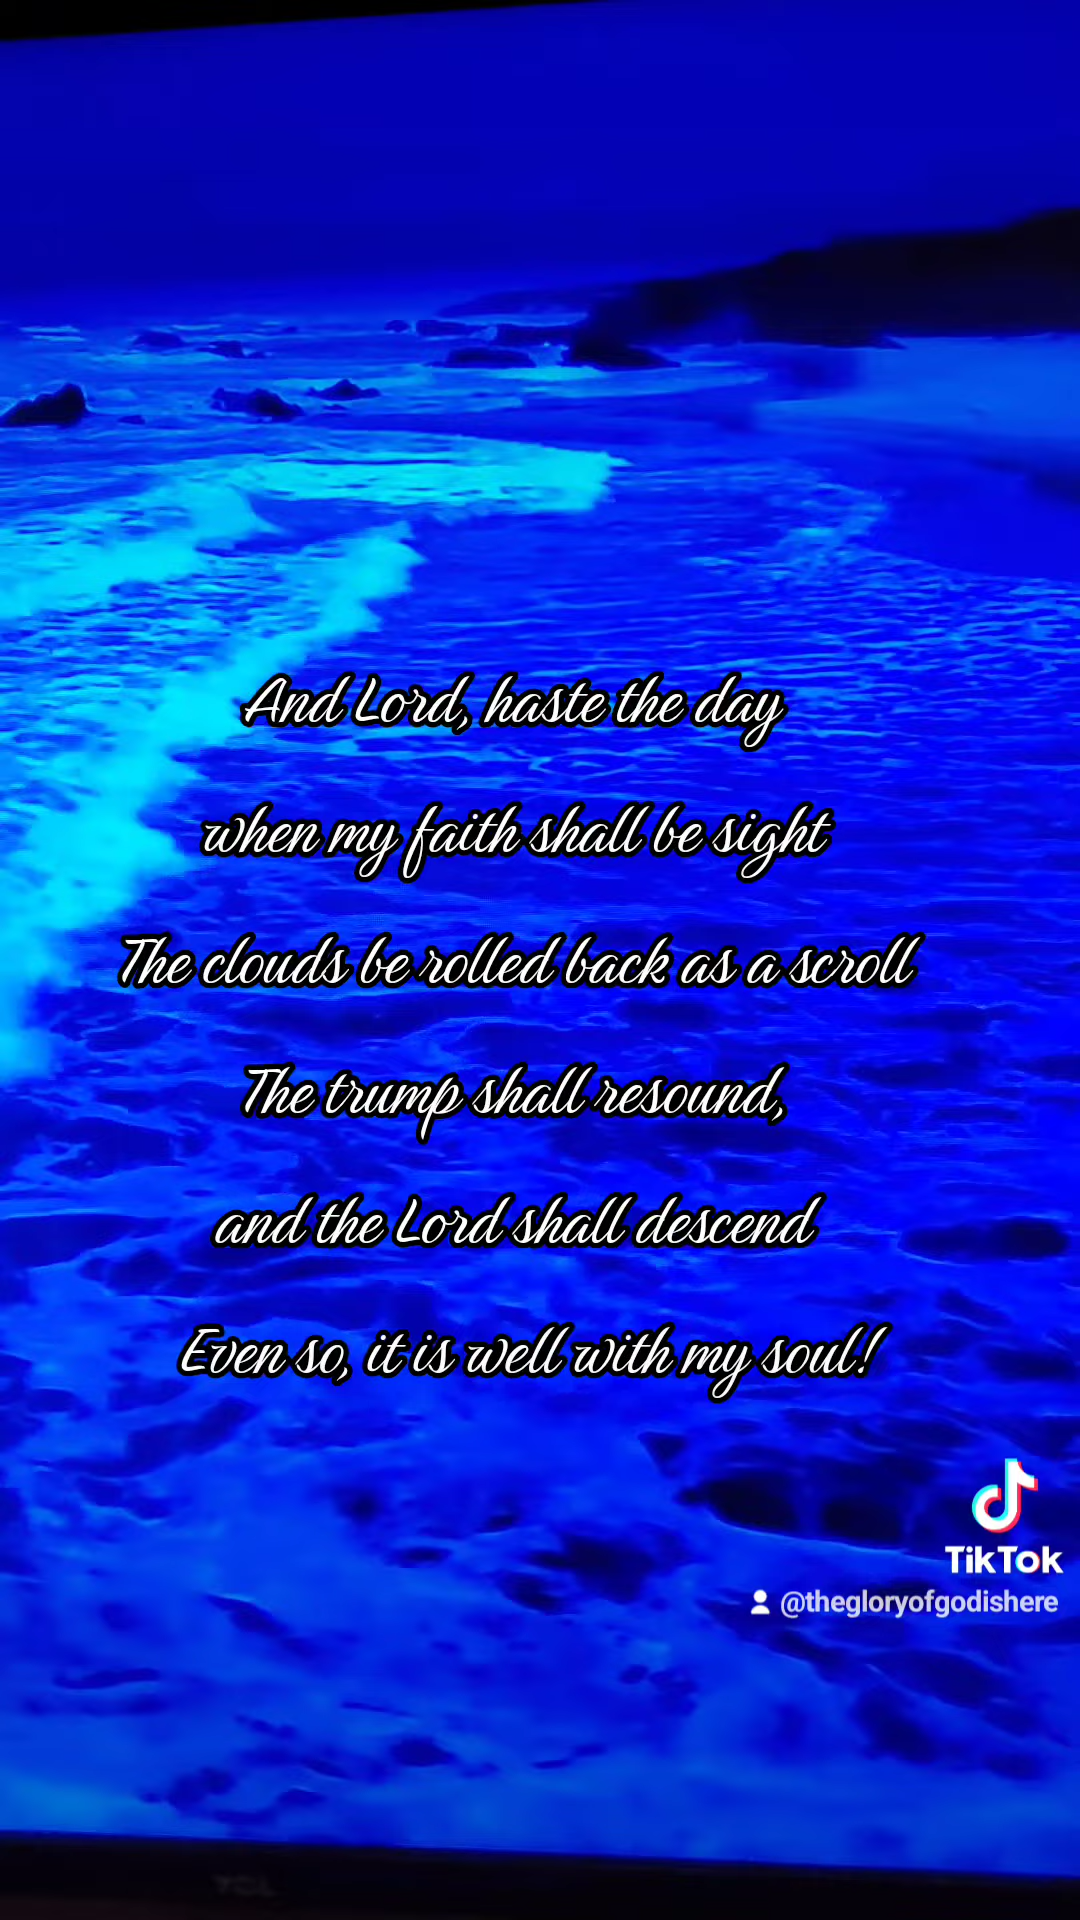 And Lord, haste the day
when my faith shall be sight
The clouds be rolled back as a scroll
The trump shall resound,
and the Lord shall descend
Even so, it is well with my soul!
TikTok
@thegloryofgodishere
TCL